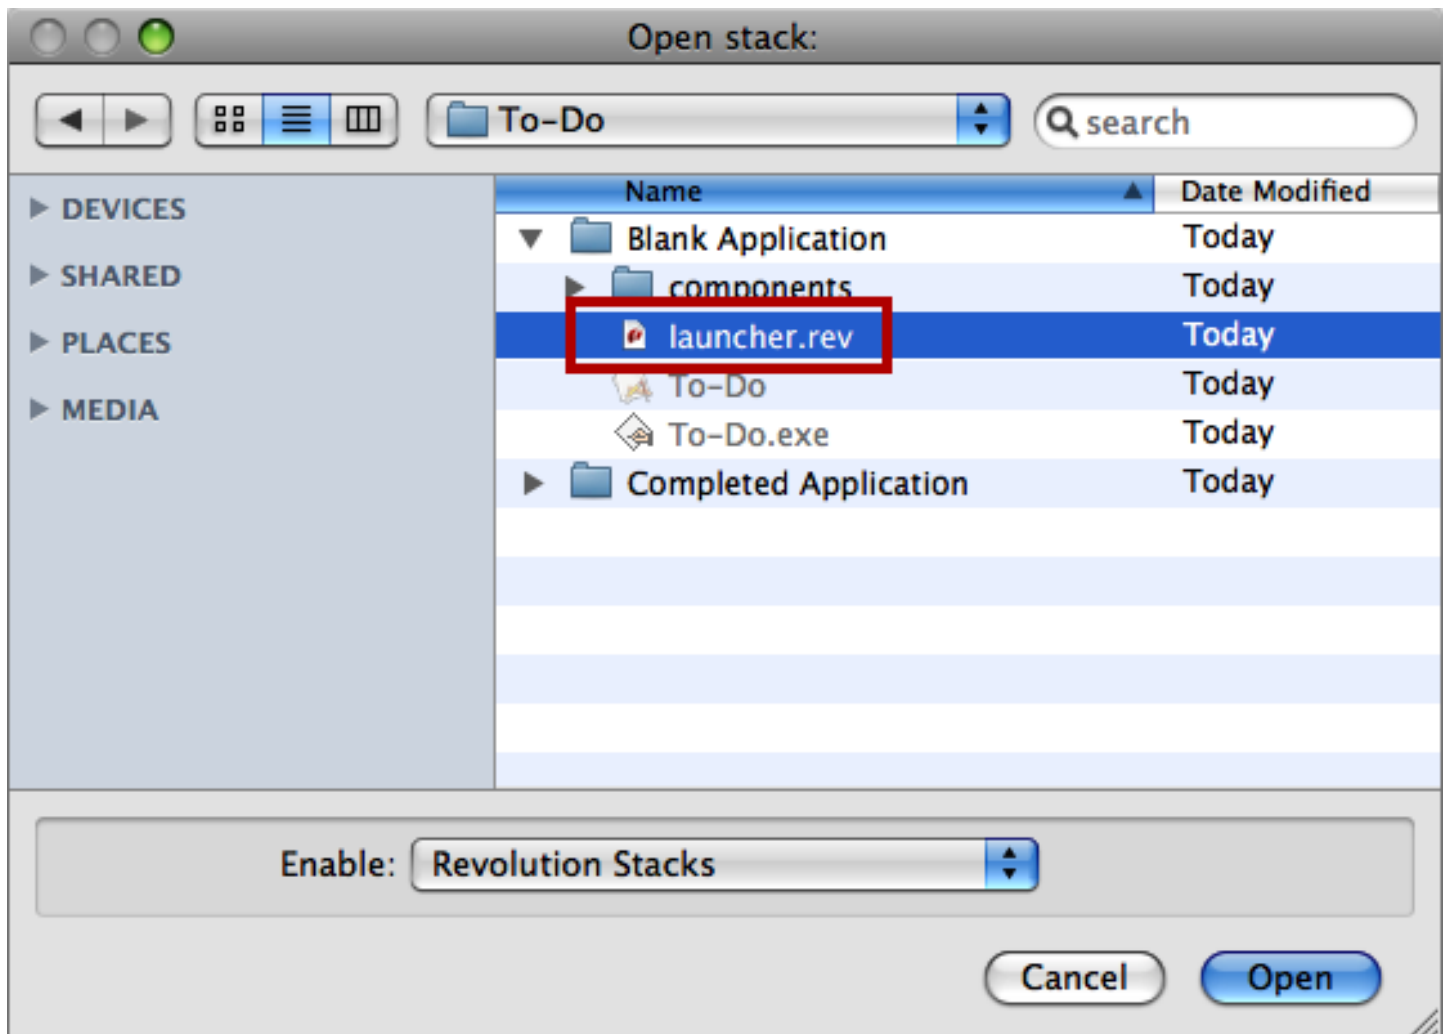 Open stack:
To-Do
search
DEVICES
SHARED
PLACES
MEDIA
Name Date Modified
Blank Application Today
components Today
launcher.rev Today
To-Do Today
To-Do.exe Today
Completed Application Today
Enable: Revolution Stacks
Cancel Open